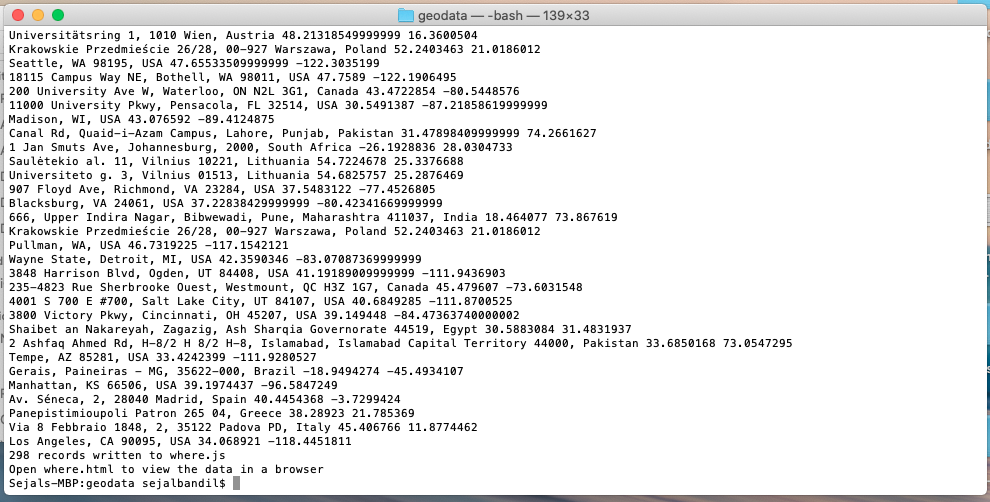 geodata — -bash — 139×33
Universitätsring 1, 1010 Wien, Austria 48.21318549999999 16.3600504
Krakowskie Przedmieście 26/28, 00-927 Warszawa, Poland 52.2403463 21.0186012
Seattle, WA 98195, USA 47.65533509999999 -122.3035199
18115 Campus Way NE, Bothell, WA 98011, USA 47.7589 -122.1906495
200 University Ave W, Waterloo, ON N2L 3G1, Canada 43.4722854 -80.5448576
11000 University Pkwy, Pensacola, FL 32514, USA 30.5491387 -87.21858619999999
Madison, WI, USA 43.076592 -89.4124875
Canal Rd, Quaid-i-Azam Campus, Lahore, Punjab, Pakistan 31.47898409999999 74.2661627
1 Jan Smuts Ave, Johannesburg, 2000, South Africa -26.1928836 28.0304733
Saulėtekio al. 11, Vilnius 10221, Lithuania 54.7224678 25.3376688
Universiteto g. 3, Vilnius 01513, Lithuania 54.6825757 25.2876469
907 Floyd Ave, Richmond, VA 23284, USA 37.5483122 -77.4526805
Blacksburg, VA 24061, USA 37.22838429999999 -80.42341669999999
666, Upper Indira Nagar, Bibwewadi, Pune, Maharashtra 411037, India 18.464077 73.867619
Krakowskie Przedmieście 26/28, 00-927 Warszawa, Poland 52.2403463 21.0186012
Pullman, WA, USA 46.7319225 -117.1542121
Wayne State, Detroit, MI, USA 42.3590346 -83.07087369999999
3848 Harrison Blvd, Ogden, UT 84408, USA 41.19189009999999 -111.9436903
235-4823 Rue Sherbrooke Ouest, Westmount, QC H3Z 1G7, Canada 45.479607 -73.6031548
4001 S 700 E #700, Salt Lake City, UT 84107, USA 40.6849285 -111.8700525
3800 Victory Pkwy, Cincinnati, OH 45207, USA 39.149448 -84.47363740000002
Shaibet an Nakareyah, Zagazig, Ash Sharqia Governorate 44519, Egypt 30.5883084 31.4831937
2 Ashfaq Ahmed Rd, H-8/2 H 8/2 H-8, Islamabad, Islamabad Capital Territory 44000, Pakistan 33.6850168 73.0547295
Tempe, AZ 85281, USA 33.4242399 -111.9280527
Gerais, Paineiras - MG, 35622-000, Brazil -18.9494274 -45.4934107
Manhattan, KS 66506, USA 39.1974437 -96.5847249
Av. Séneca, 2, 28040 Madrid, Spain 40.4454368 -3.7299424
Panepistimioupoli Patron 265 04, Greece 38.28923 21.785369
Via 8 Febbraio 1848, 2, 35122 Padova PD, Italy 45.406766 11.8774462
Los Angeles, CA 90095, USA 34.068921 -118.4451811
298 records written to where.js
Open where.html to view the data in a browser
Sejals-MBP:geodata sejalbandil$